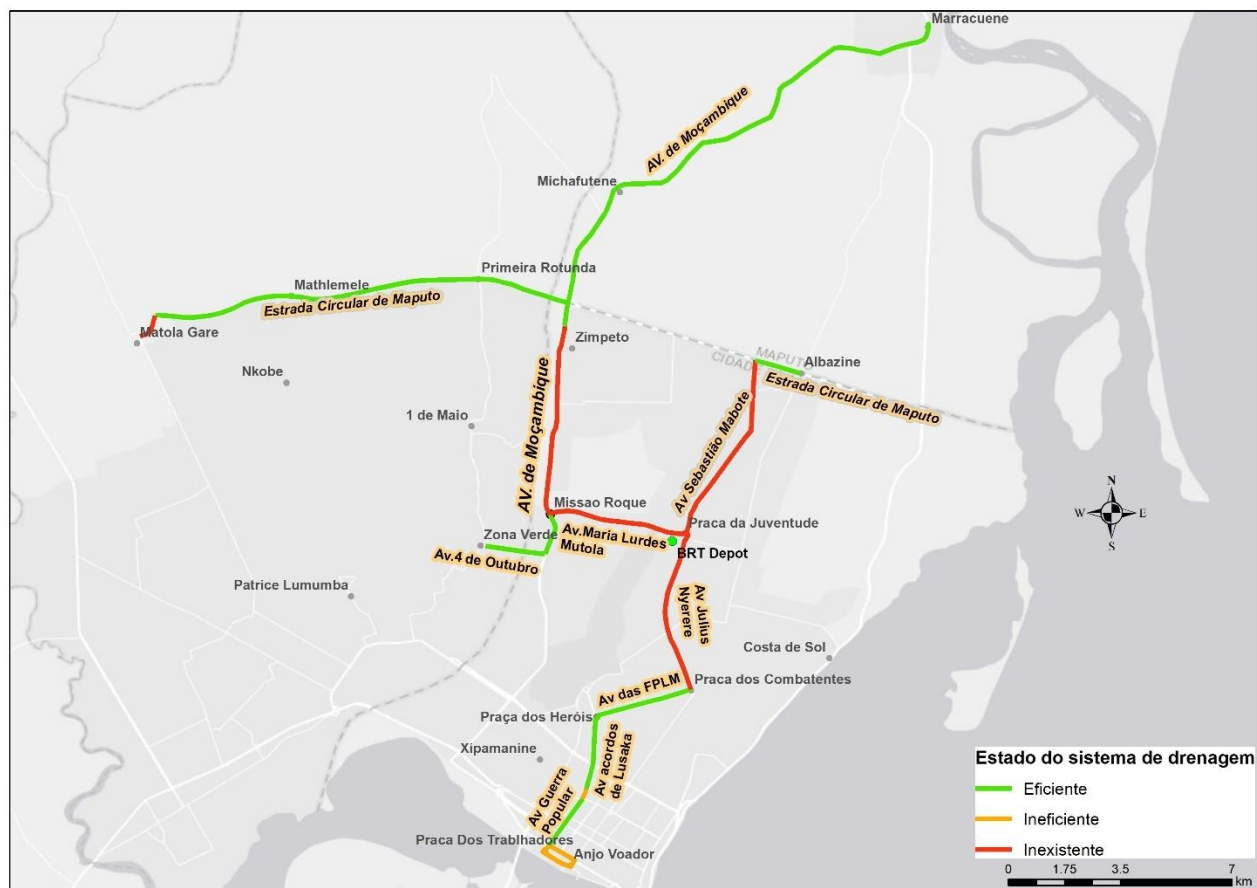 Marracuene
AV. de Moçambique
Michafutene
Primeira Rotunda
Mathlemele
Estrada Circular de Maputo
Matola Gare
Zimpeto
MAPUTO
CIDADE
Albazine
Estrada Circular de Maputo
Nkobe
1 de Maio
AV. de Moçambique
Av Sebastião Mabote
Missao Roque
Praca da Juventude
Zona Verde
Av.Maria Lurdes
Mutola
BRT Depot
Av.4 de Outubro
Patrice Lumumba
Av Julius
Nyerere
Costa de Sol
Praca dos Combatentes
Av das FPLM
Praça dos Heróis
Xipamanine
Av acordos
de Lusaka
Av Guerra
Popular
Praca Dos Trablhadores
Anjo Voador
N
W E
S
Estado do sistema de drenagem
Eficiente
Ineficiente
Inexistente
0 1.75 3.5 7
km